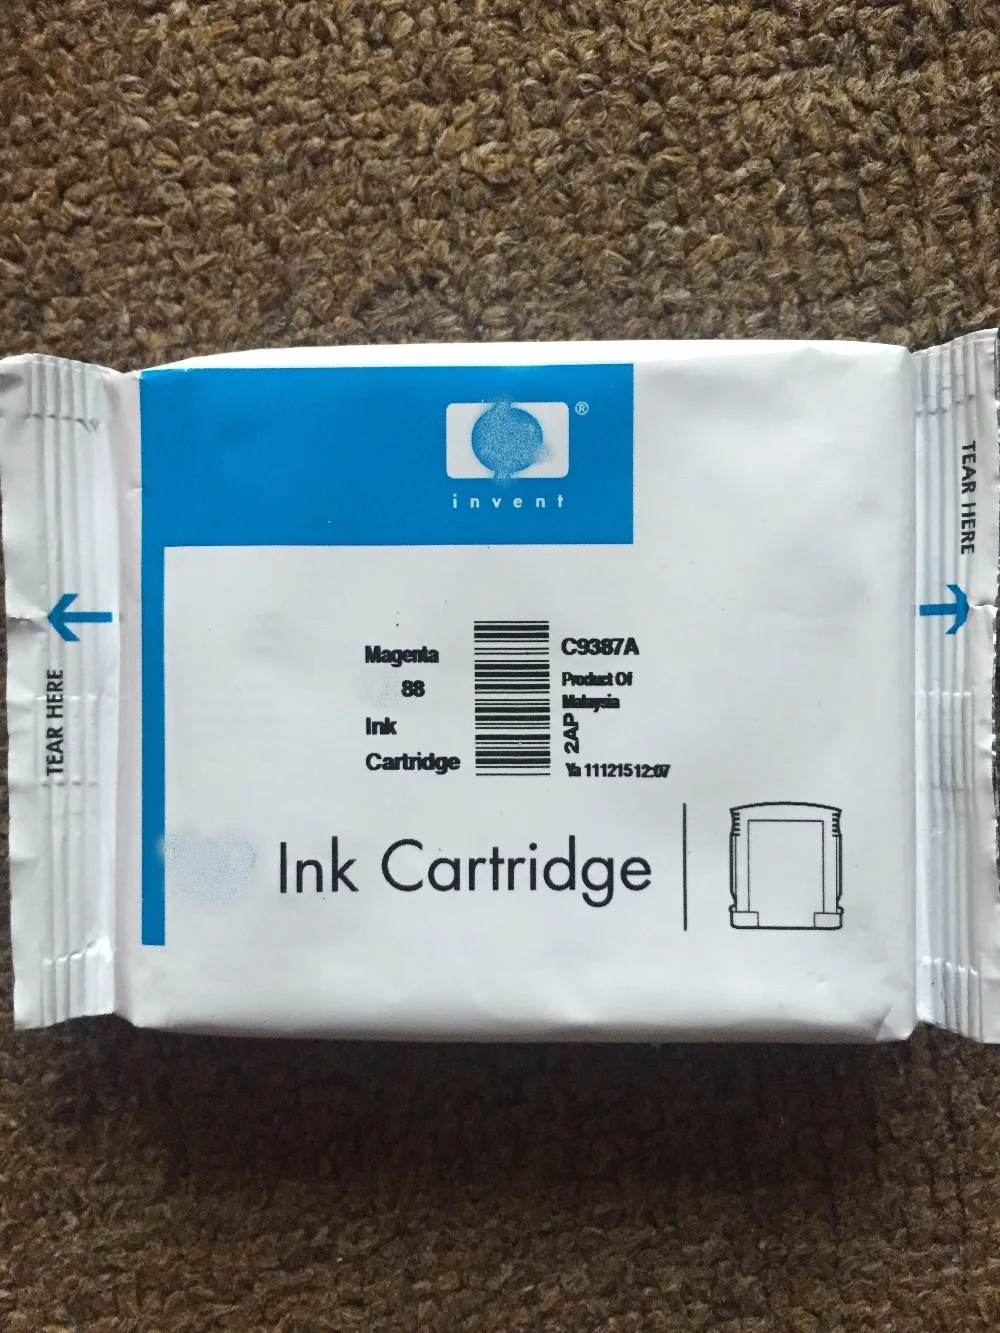 ®
invent
TEAR HERE
TEAR HERE
Magenta
88
Ink
Cartridge
C9387A
Product Of
Malaysia
2AP
Ya 11121512:07
Ink Cartridge